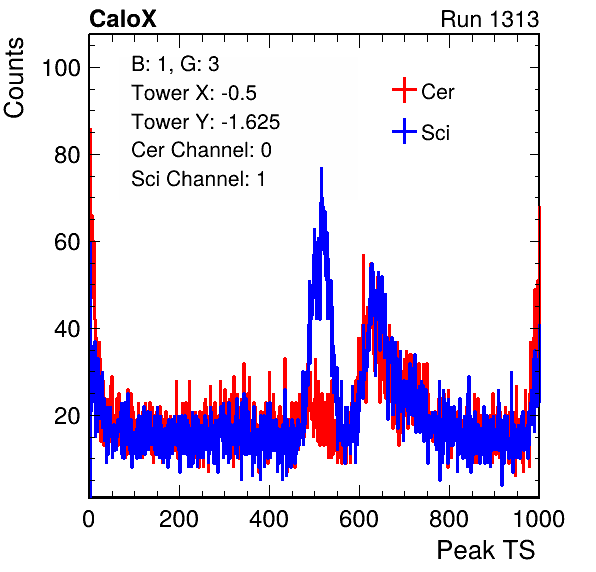 CaloX Run 1313
Counts
B: 1, G: 3
Tower X: -0.5
Tower Y: -1.625
Cer Channel: 0
Sci Channel: 1
Cer
Sci
100
80
60
40
20
0 200 400 600 800 1000
Peak TS